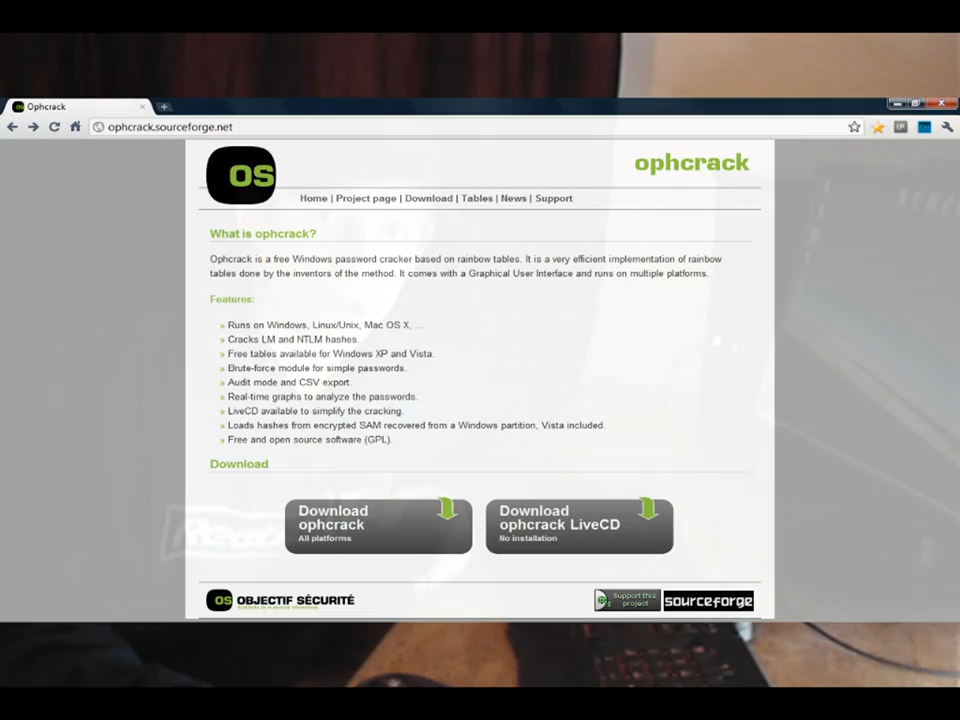 Ophcrack
ophcrack.sourceforge.net
OS
ophcrack
Home | Project page | Download | Tables | News | Support
What is ophcrack?
Ophcrack is a free Windows password cracker based on rainbow tables. It is a very efficient implementation of rainbow
tables done by the inventors of the method. It comes with a Graphical User Interface and runs on multiple platforms.
Features:
» Runs on Windows, Linux/Unix, Mac OS X, ...
» Cracks LM and NTLM hashes.
» Free tables available for Windows XP and Vista.
» Brute-force module for simple passwords.
» Audit mode and CSV export.
» Real-time graphs to analyze the passwords.
» LiveCD available to simplify the cracking.
» Loads hashes from encrypted SAM recovered from a Windows partition, Vista included.
» Free and open source software (GPL).
Download
Download
ophcrack
All platforms
Download
ophcrack LiveCD
No installation
OS OBJECTIF SÉCURITÉ
Support this
project
sourceforge